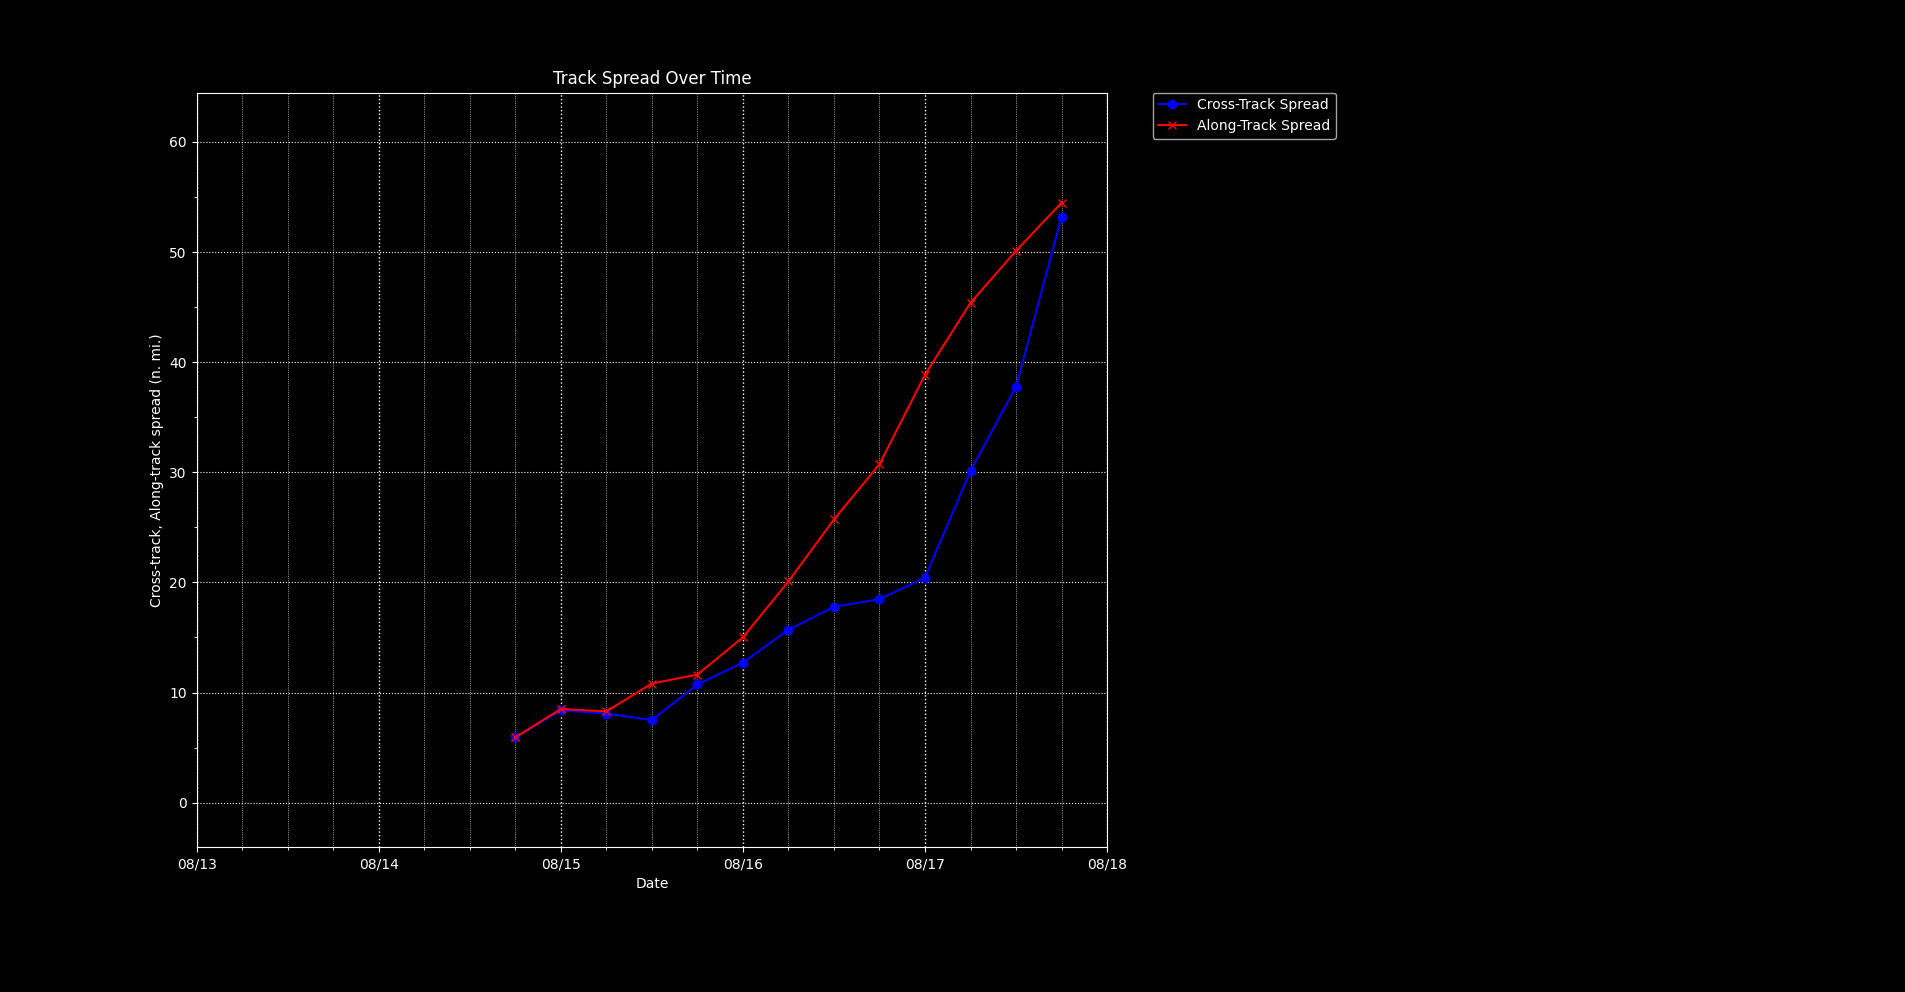 Track Spread Over Time
Cross-Track Spread
Along-Track Spread
Cross-track, Along-track spread (n. mi.)
60
50
40
30
20
10
0
08/13 08/14 08/15 08/16 08/17 08/18
Date